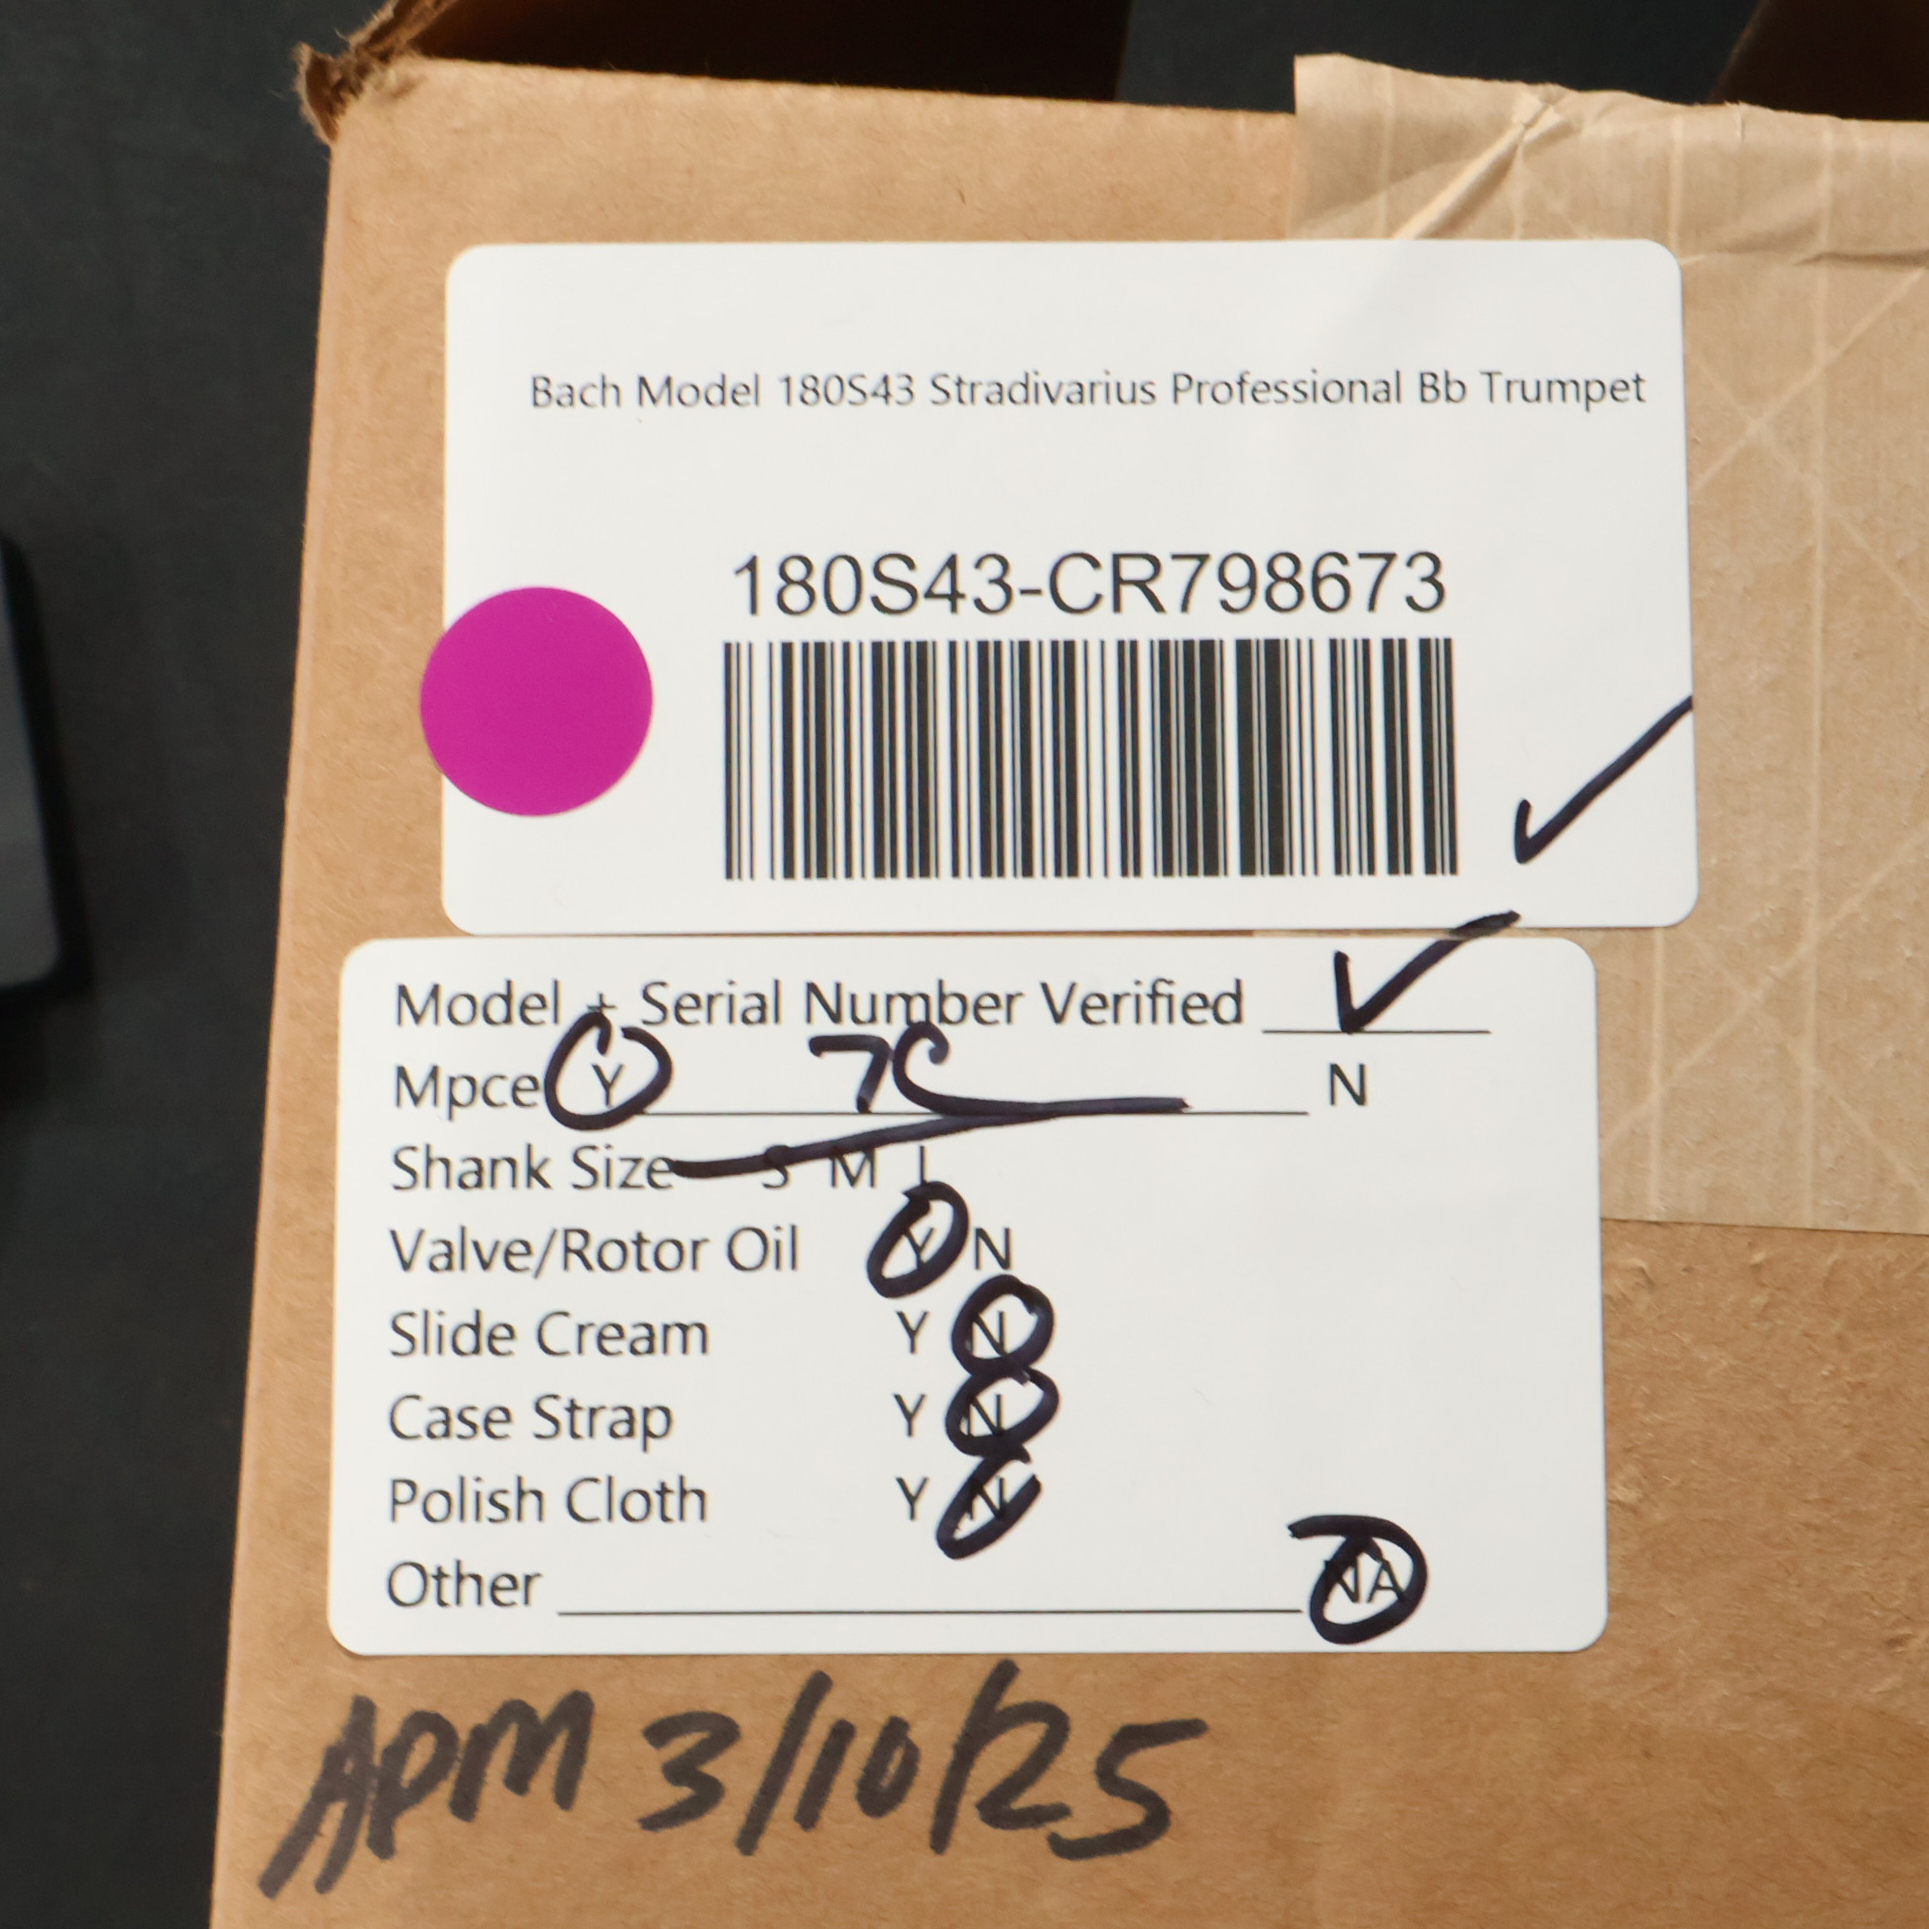 Bach Model 180S43 Stradivarius Professional Bb Trumpet
180S43-CR798673
Model + Serial Number Verified ✓
Mpce Y 7C N
Shank Size S M L
Valve/Rotor Oil Y N
Slide Cream Y N
Case Strap Y N
Polish Cloth Y N
Other NA
APM 3/10/25